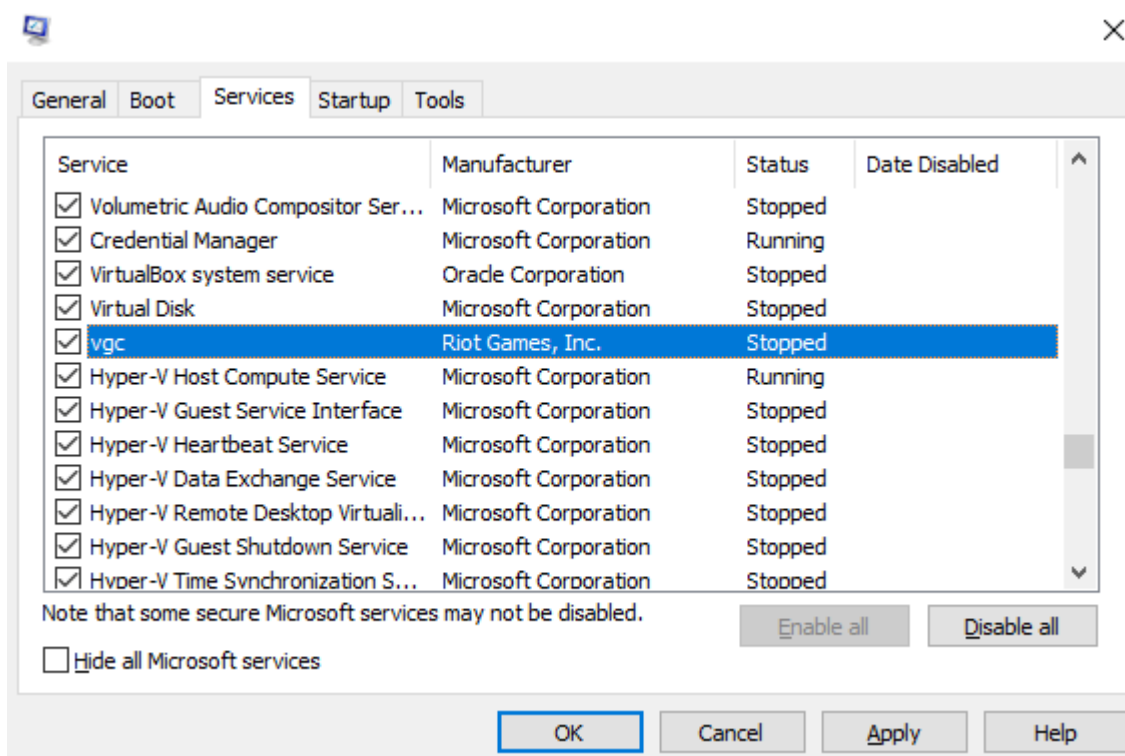 General Boot Services Startup Tools
Service Manufacturer Status Date Disabled
Volumetric Audio Compositor Ser... Microsoft Corporation Stopped
Credential Manager Microsoft Corporation Running
VirtualBox system service Oracle Corporation Stopped
Virtual Disk Microsoft Corporation Stopped
vgc Riot Games, Inc. Stopped
Hyper-V Host Compute Service Microsoft Corporation Running
Hyper-V Guest Service Interface Microsoft Corporation Stopped
Hyper-V Heartbeat Service Microsoft Corporation Stopped
Hyper-V Data Exchange Service Microsoft Corporation Stopped
Hyper-V Remote Desktop Virtuali... Microsoft Corporation Stopped
Hyper-V Guest Shutdown Service Microsoft Corporation Stopped
Hyper-V Time Synchronization S... Microsoft Corporation Stopped
Note that some secure Microsoft services may not be disabled.
Enable all Disable all
Hide all Microsoft services
OK Cancel Apply Help